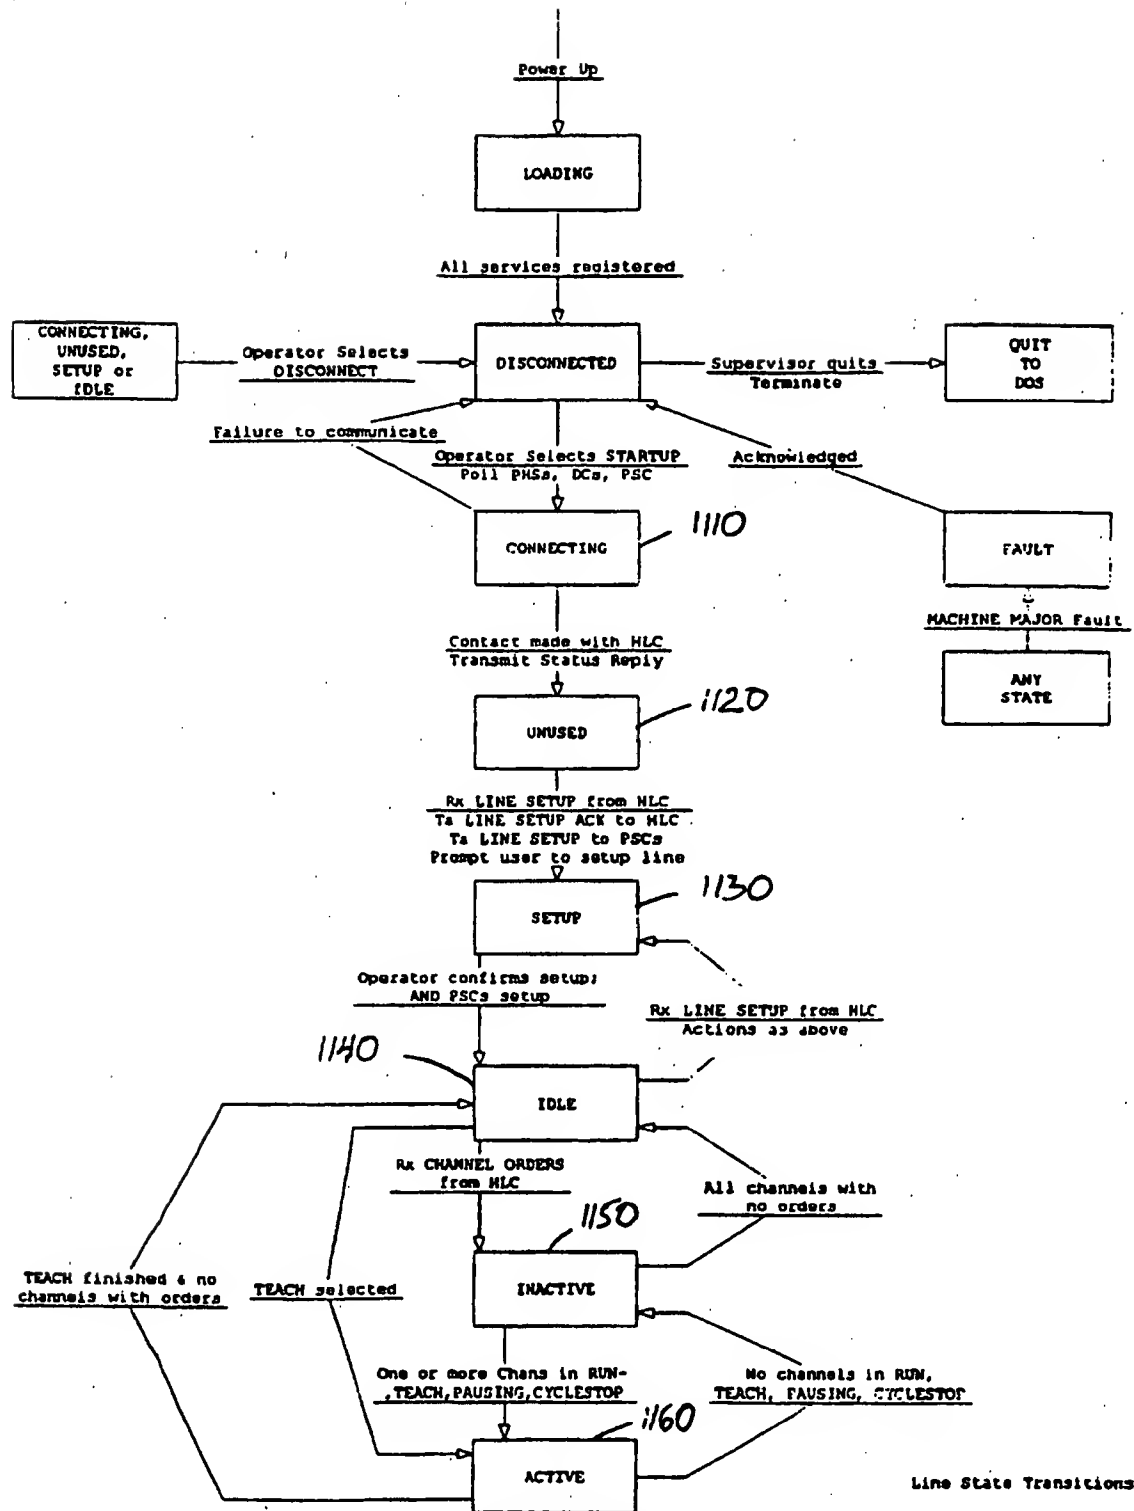 Power Up
LOADING
All services registered
CONNECTING,
UNUSED,
SETUP or
IDLE
Operator Selects
DISCONNECT
DISCONNECTED
Supervisor quits
Terminate
QUIT
TO
DOS
Failure to communicate
Operator Selects STARTUP
Poll PHSs, DCs, PSC
Acknowledged
CONNECTING
1110
FAULT
MACHINE MAJOR Fault
ANY
STATE
Contact made with HLC
Transmit Status Reply
UNUSED
1120
Rx LINE SETUP from HLC
Ta LINE SETUP ACK to HLC
Ta LINE SETUP to PSCs
Prompt user to setup line
SETUP
1130
Operator confirms setup;
AND PSCs setup
Rx LINE SETUP from HLC
Actions as above
1140
IDLE
Rx CHANNEL ORDERS
from HLC
All channels with
no orders
1150
INACTIVE
TEACH finished & no
channels with orders
TEACH selected
One or more Chans in RUN-
,TEACH,PAUSING,CYCLESTOP
No channels in RUN,
TEACH, PAUSING, CYCLESTOP
1160
ACTIVE
Line State Transitions